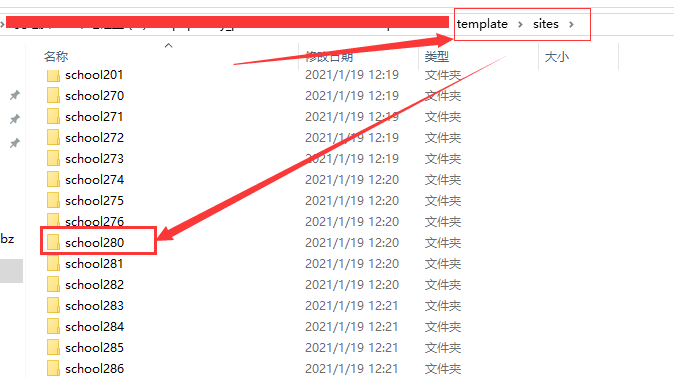 template > sites >
名称 修改日期 类型 大小
school201 2021/1/19 12:19 文件夹
school270 2021/1/19 12:19 文件夹
school271 2021/1/19 12:19 文件夹
school272 2021/1/19 12:19 文件夹
school273 2021/1/19 12:19 文件夹
school274 2021/1/19 12:20 文件夹
school275 2021/1/19 12:20 文件夹
school276 2021/1/19 12:20 文件夹
bz school280 2021/1/19 12:20 文件夹
school281 2021/1/19 12:20 文件夹
school282 2021/1/19 12:20 文件夹
school283 2021/1/19 12:21 文件夹
school284 2021/1/19 12:21 文件夹
school285 2021/1/19 12:21 文件夹
school286 2021/1/19 12:21 文件夹